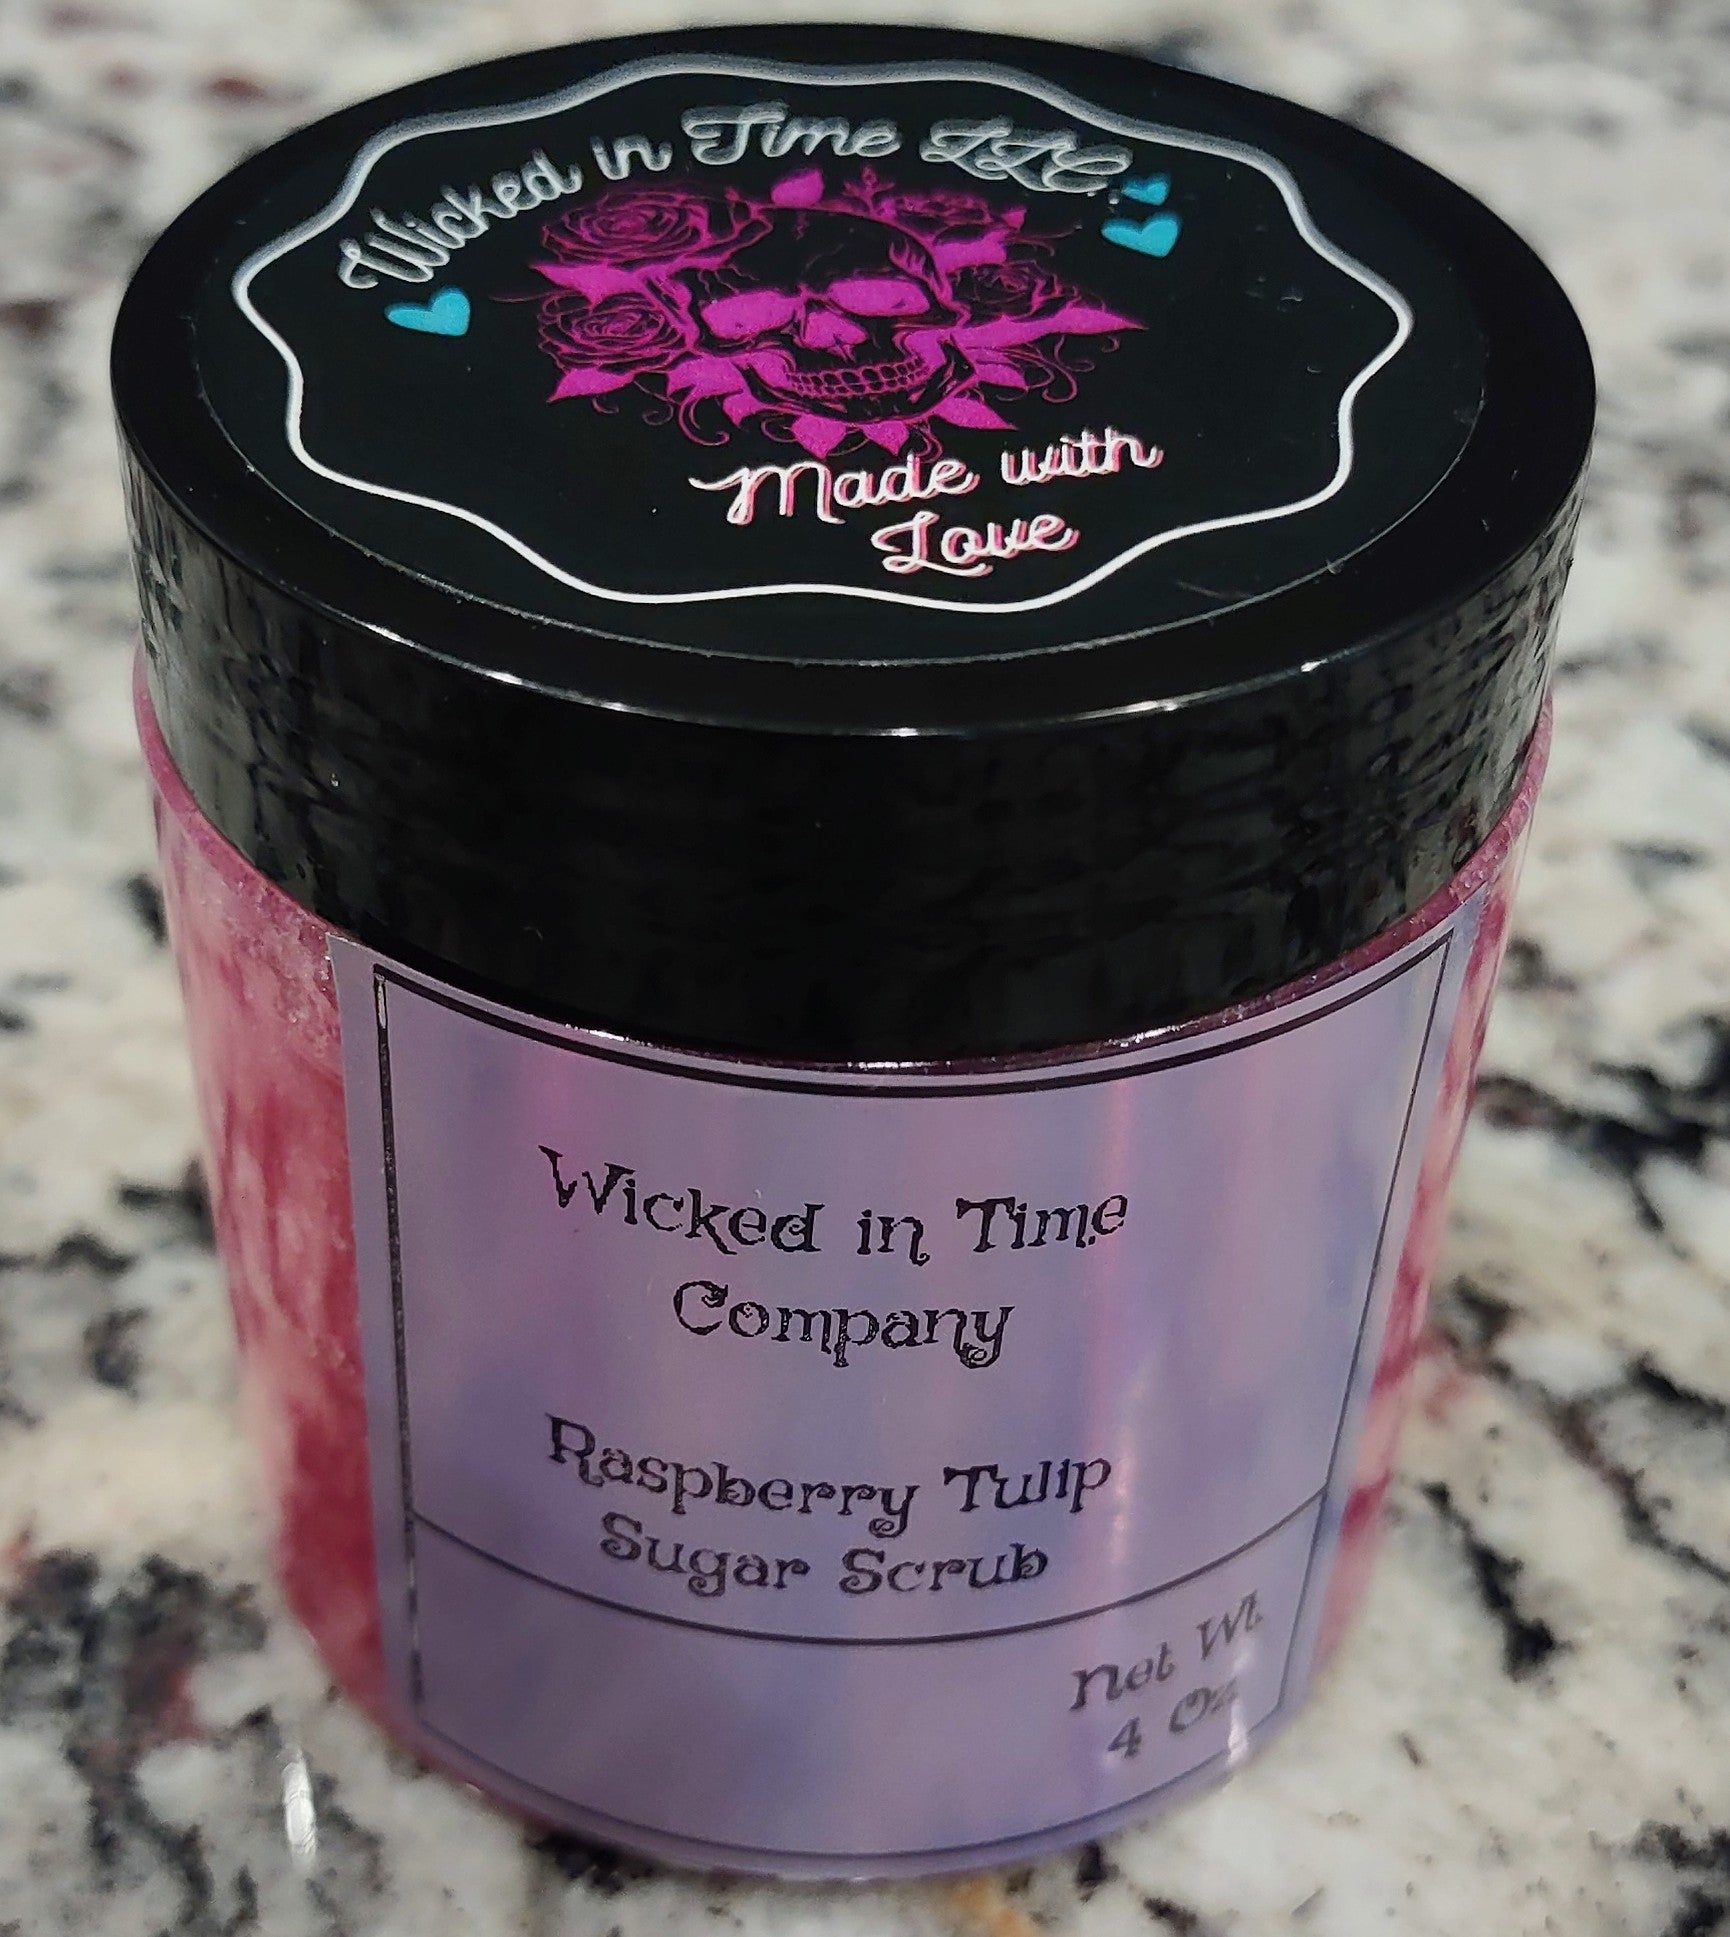 Wicked in Time LLC.
Made with
Love
Wicked in Time
Company
Raspberry Tulip
Sugar Scrub
Net Wt.
4 Oz